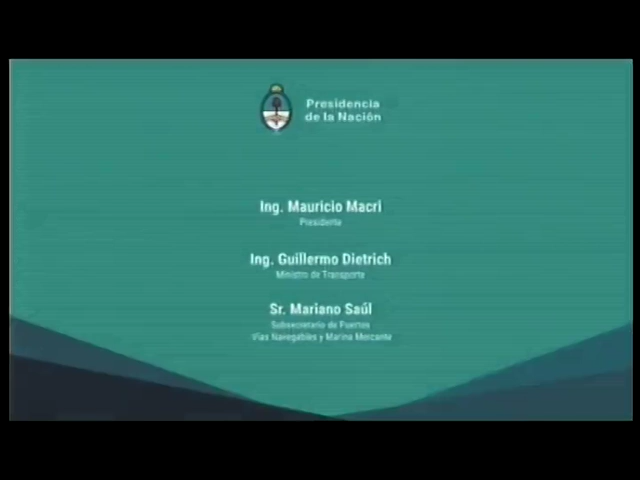 Presidencia
de la Nación
Ing. Mauricio Macri
Presidente
Ing. Guillermo Dietrich
Ministro de Transporte
Sr. Mariano Saúl
Subsecretario de Puertos
Vías Navegables y Marina Mercante